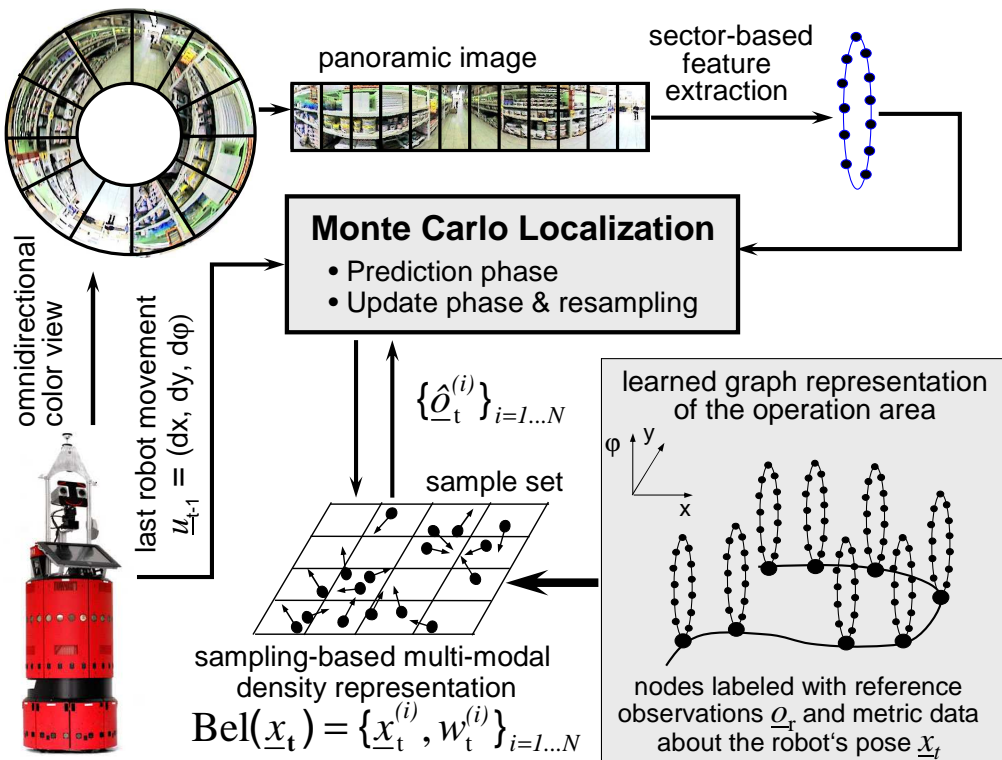 panoramic image
sector-based
feature
extraction
Monte Carlo Localization
• Prediction phase
• Update phase & resampling
omnidirectional
color view
last robot movement
u_t-1 = (dx, dy, dφ)
{ô_t^(i)}_i=1...N
sample set
sampling-based multi-modal
density representation
Bel(x_t) = {x_t^(i), w_t^(i)}_i=1...N
learned graph representation
of the operation area
φ
y
x
nodes labeled with reference
observations o_r and metric data
about the robot‘s pose x_t